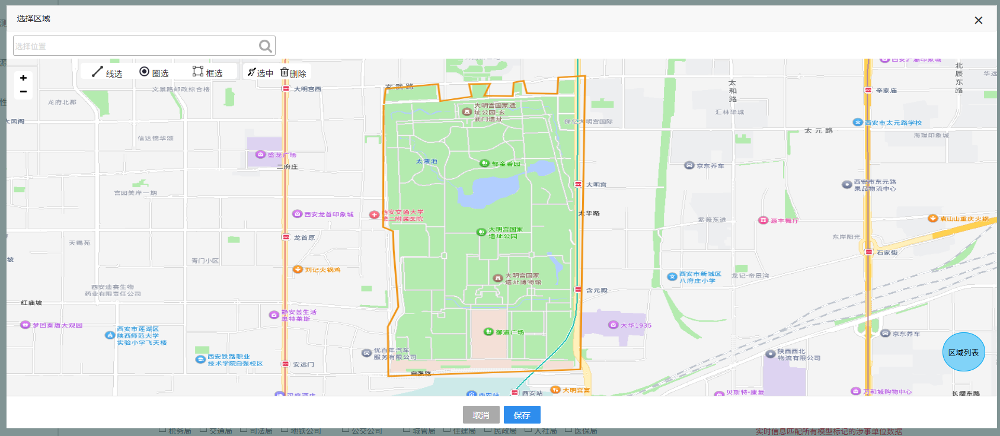 选择区域
选择位置
线选
圈选
框选
选中
删除
玄武路
文景路邮政综合楼
大明宫西
龙府北郡
大风阁
信达锦华颂
盛龙广场
二府庄
宫园美岸一期
西安龙首印象城
西安交通大学
第二附属医院
天赐苑
龙首原
青门小区
刘记火锅鸡
西安迪赛生物
药业有限责任公司
红庙坡
坡
静安荟生活
奥特莱斯
梦回秦唐大观园
西安市莲湖区
陕西师范大学
实验小学飞天楼
西安铁路职业
技术学院自强校区
安远门
优百年汽车
服务有限公司
自强路
西安站
西安站
大明宫宴
大明宫国家遗
址公园-玄
武门遗址
太液池
郁金香园
大明宫国家
遗址公园
大明宫国家
遗址博物馆
御道广场
保亿大明宫国际
大明宫
太华路
含元殿
大华1935
太和路
汇林华城
太元路
辛家庙
北辰东路
华远
西安市太元路学校
海璟印象城
京东养车
西安市东元路
果品物流中心
紫薇东进
源丰舞厅
袁山山重庆火锅
东岸阳光
石家街
西安市新城区
八府庄小学
龙记·帝景湾
京东养车
陕西西北
物流有限公司
贝斯特·康复
万和城购物中心
长缨东路
区域列表
取消
保存
税务局
交通局
司法局
地铁公司
公交公司
城管局
住建局
民政局
人社局
医保局
实时信息匹配所有模型标记的涉事单位数据